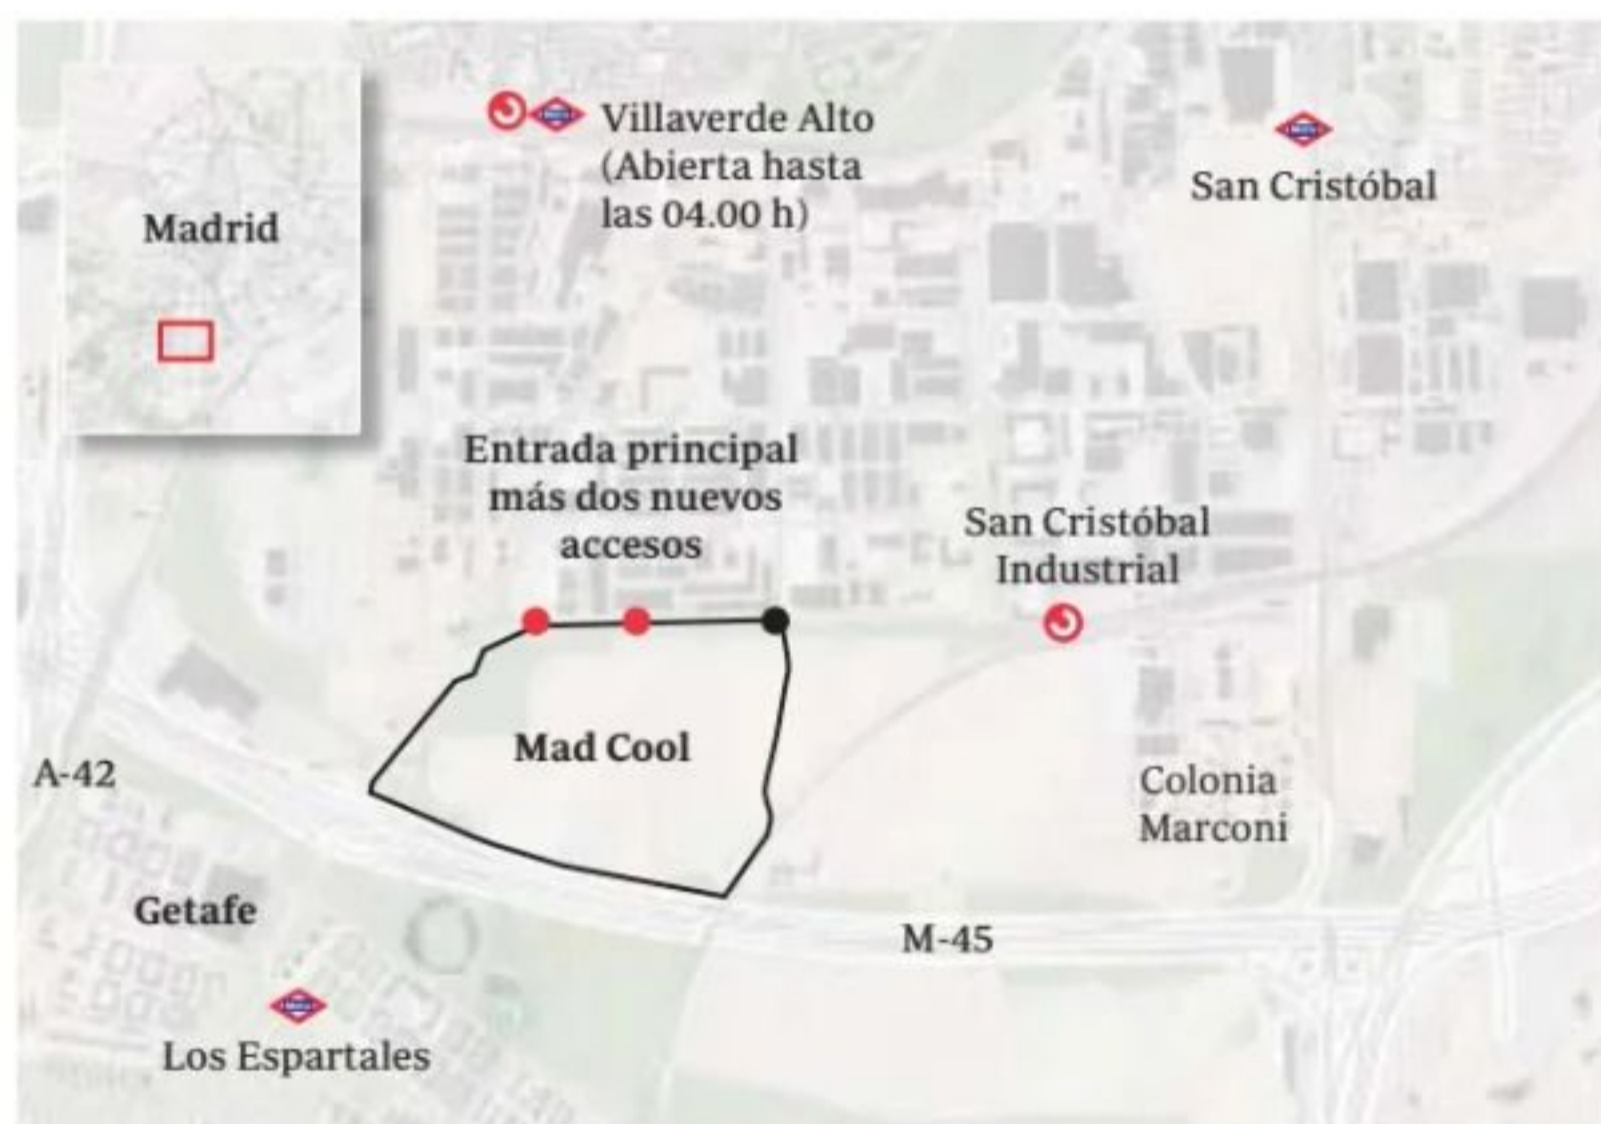 Madrid
Villaverde Alto
(Abierta hasta
las 04.00 h)
San Cristóbal
Entrada principal
más dos nuevos
accesos
San Cristóbal
Industrial
Mad Cool
A-42
Colonia
Marconi
Getafe
M-45
Los Espartales